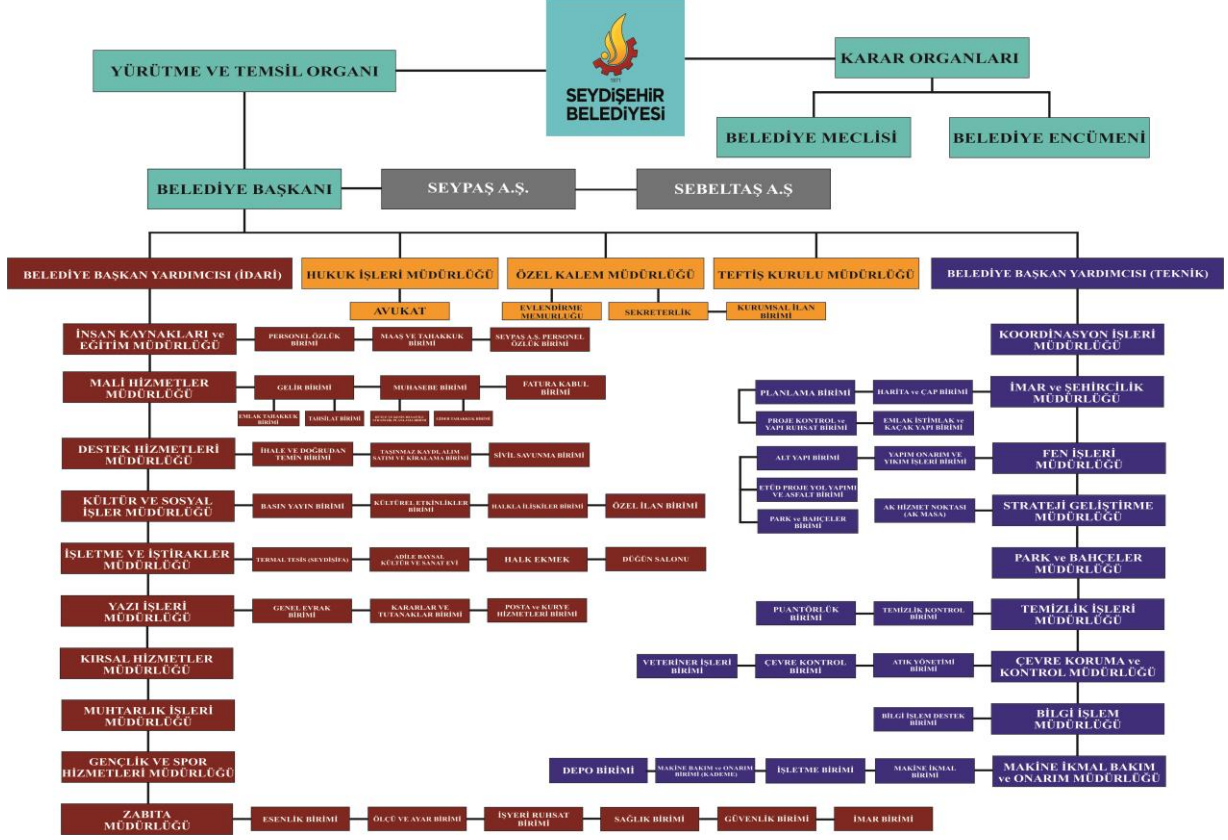 YÜRÜTME VE TEMSİL ORGANI
1971
SEYDİŞEHİR
BELEDİYESİ
KARAR ORGANLARI
BELEDİYE MECLİSİ
BELEDİYE ENCÜMENİ
BELEDİYE BAŞKANI
SEYPAŞ A.Ş.
SEBELTAŞ A.Ş
BELEDİYE BAŞKAN YARDIMCISI (İDARİ)
HUKUK İŞLERİ MÜDÜRLÜĞÜ
ÖZEL KALEM MÜDÜRLÜĞÜ
TEFTİŞ KURULU MÜDÜRLÜĞÜ
BELEDİYE BAŞKAN YARDIMCISI (TEKNİK)
AVUKAT
EVLENDİRME
MEMURLUĞU
SEKRETERLİK
KURUMSAL İLAN
BİRİMİ
İNSAN KAYNAKLARI ve
EĞİTİM MÜDÜRLÜĞÜ
PERSONEL ÖZLÜK
BİRİMİ
MAAŞ VE TAHAKKUK
BİRİMİ
SEYPAŞ A.Ş. PERSONEL
ÖZLÜK BİRİMİ
MALİ HİZMETLER
MÜDÜRLÜĞÜ
GELİR BİRİMİ
MUHASEBE BİRİMİ
FATURA KABUL
BİRİMİ
EMLAK TAHAKKUK
BİRİMİ
TAHSİLAT BİRİMİ
GİDER TAHAKKUK BİRİMİ
DESTEK HİZMETLERİ
MÜDÜRLÜĞÜ
İHALE VE DOĞRUDAN
TEMİN BİRİMİ
TAŞINMAZ KAYDI, ALIM
SATIM VE KİRALAMA BİRİMİ
SİVİL SAVUNMA BİRİMİ
KÜLTÜR VE SOSYAL
İŞLER MÜDÜRLÜĞÜ
BASIN YAYIN BİRİMİ
KÜLTÜREL ETKİNLİKLER
BİRİMİ
HALKLA İLİŞKİLER BİRİMİ
ÖZEL İLAN BİRİMİ
İŞLETME VE İŞTİRAKLER
MÜDÜRLÜĞÜ
TERMAL TESİS (SEYDİŞİFA)
ADİLE BAYSAL
KÜLTÜR VE SANAT EVİ
HALK EKMEK
DÜĞÜN SALONU
YAZI İŞLERİ
MÜDÜRLÜĞÜ
GENEL EVRAK
BİRİMİ
KARARLAR VE
TUTANAKLAR BİRİMİ
POSTA ve KURYE
HİZMETLERİ BİRİMİ
KIRSAL HİZMETLER
MÜDÜRLÜĞÜ
MUHTARLIK İŞLERİ
MÜDÜRLÜĞÜ
GENÇLİK VE SPOR
HİZMETLERİ MÜDÜRLÜĞÜ
ZABITA
MÜDÜRLÜĞÜ
ESENLİK BİRİMİ
ÖLÇÜ VE AYAR BİRİMİ
İŞYERİ RUHSAT
BİRİMİ
SAĞLIK BİRİMİ
GÜVENLİK BİRİMİ
İMAR BİRİMİ
KOORDİNASYON İŞLERİ
MÜDÜRLÜĞÜ
PLANLAMA BİRİMİ
HARİTA ve ÇAP BİRİMİ
İMAR ve ŞEHİRCİLİK
MÜDÜRLÜĞÜ
PROJE KONTROL ve
YAPI RUHSAT BİRİMİ
EMLAK İSTİMLAK ve
KAÇAK YAPI BİRİMİ
ALT YAPI BİRİMİ
YAPIM ONARIM VE
YIKIM İŞLERİ BİRİMİ
FEN İŞLERİ
MÜDÜRLÜĞÜ
ETÜD PROJE YOL YAPIMI
VE ASFALT BİRİMİ
PARK ve BAHÇELER
BİRİMİ
AK HİZMET NOKTASI
(AK MASA)
STRATEJİ GELİŞTİRME
MÜDÜRLÜĞÜ
PARK ve BAHÇELER
MÜDÜRLÜĞÜ
PUANTÖRLÜK
BİRİMİ
TEMİZLİK KONTROL
BİRİMİ
TEMİZLİK İŞLERİ
MÜDÜRLÜĞÜ
VETERİNER İŞLERİ
BİRİMİ
ÇEVRE KONTROL
BİRİMİ
ATIK YÖNETİMİ
BİRİMİ
ÇEVRE KORUMA ve
KONTROL MÜDÜRLÜĞÜ
BİLGİ İŞLEM DESTEK
BİRİMİ
BİLGİ İŞLEM
MÜDÜRLÜĞÜ
DEPO BİRİMİ
MAKİNE BAKIM ve ONARIM
BİRİMİ (KADEME)
İŞLETME BİRİMİ
MAKİNE İKMAL
BİRİMİ
MAKİNE İKMAL BAKIM
ve ONARIM MÜDÜRLÜĞÜ